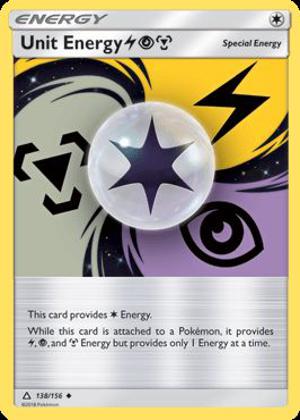 ENERGY
Unit Energy
Special Energy
This card provides Energy.
While this card is attached to a Pokémon, it provides
, , and Energy but provides only 1 Energy at a time.
138/156
©2018 Pokémon